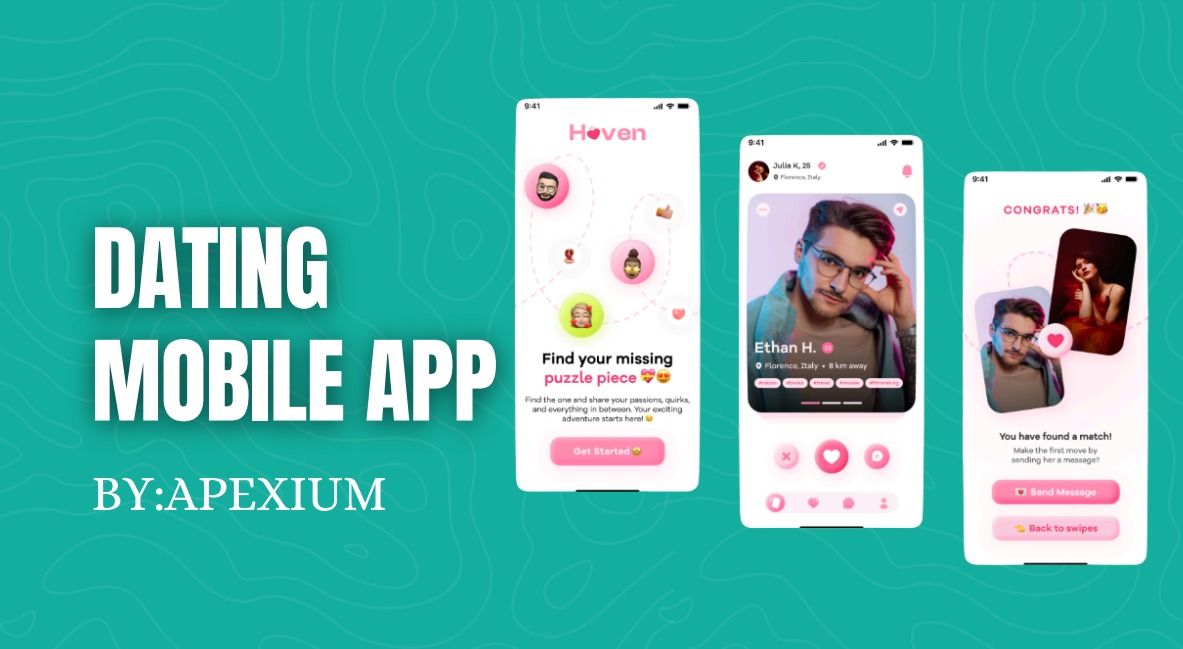 DATING
MOBILE APP
BY:APEXIUM
9:41
Hoven
Find your missing
puzzle piece 💝😍
Find the one and share your passions, quirks,
and everything in between. Your exciting
adventure starts here! 😊
Get Started 🤩
9:41
Julie K, 25
Florence, Italy
Ethan H. 23
Florence, Italy • 8 km away
#nature #books #travel #movies #filmmaking
9:41
CONGRATS! 🎉🥳
You have found a match!
Make the first move by
sending her a message?
💌 Send Message
👈 Back to swipes